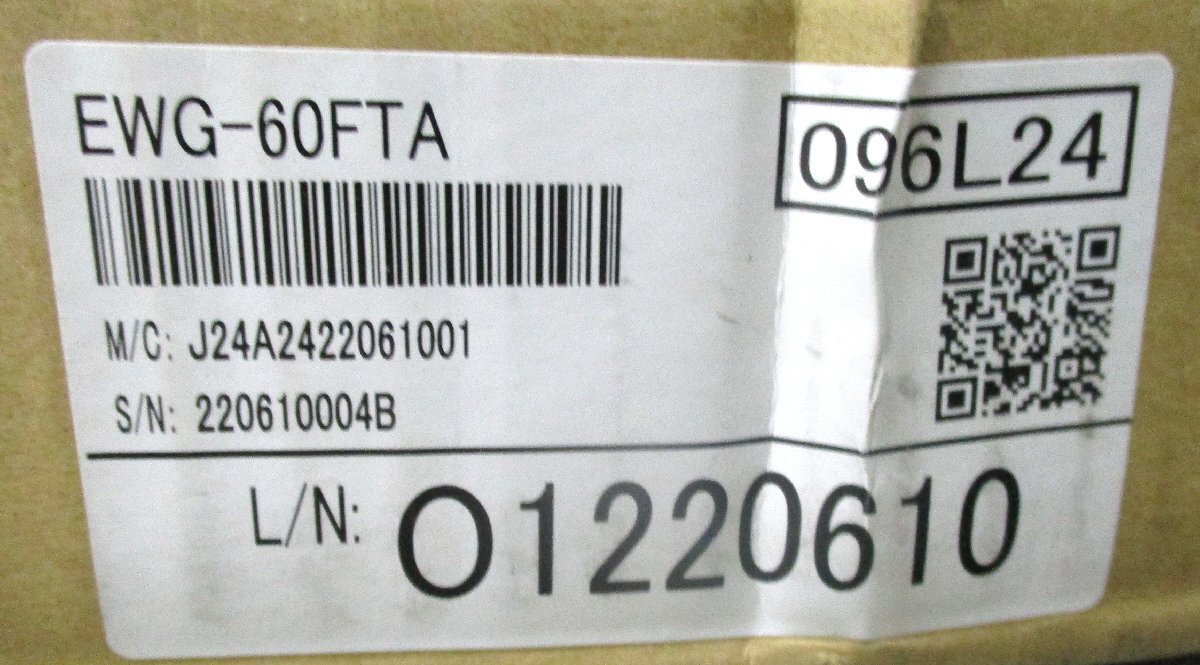 EWG-60FTA
096L24
M/C: J24A2422061001
S/N: 220610004B
L/N: O1220610